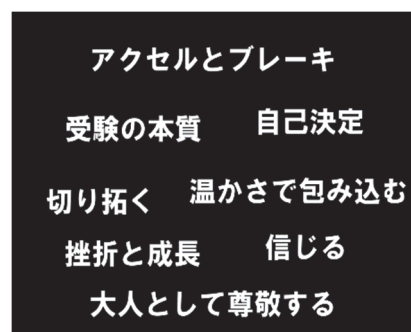 アクセルとブレーキ
受験の本質
自己決定
切り拓く
温かさで包み込む
挫折と成長
信じる
大人として尊敬する